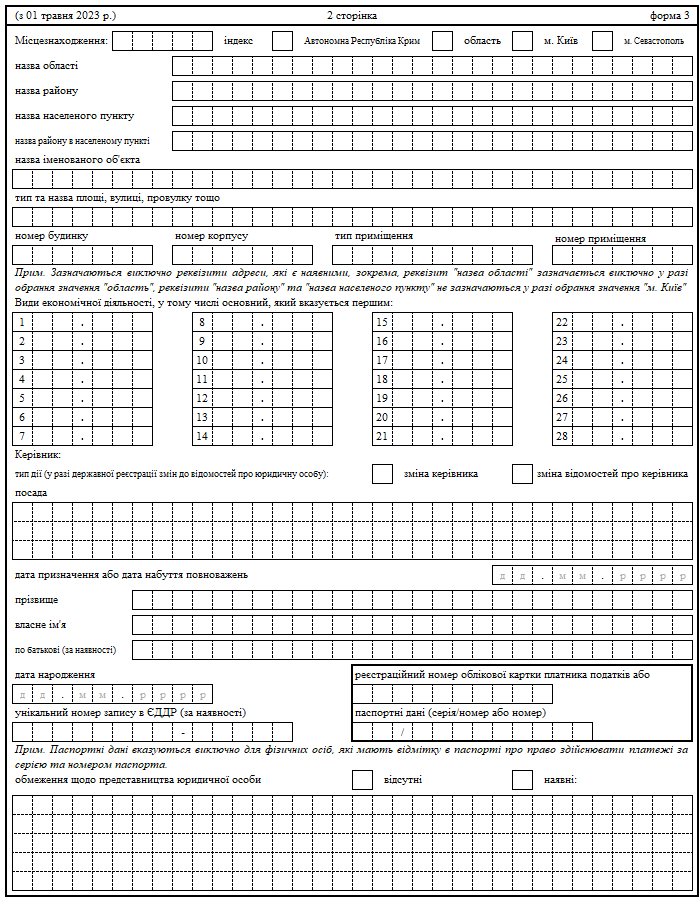 (з 01 травня 2023 р.) 2 сторінка форма 3
Місцезнаходження: індекс Автономна Республіка Крим область м. Київ м. Севастополь
назва області
назва району
назва населеного пункту
назва району в населеному пункті
назва іменованого об'єкта
тип та назва площі, вулиці, провулку тощо
номер будинку номер корпусу тип приміщення номер приміщення
Прим. Зазначаються виключно реквізити адреси, які є наявними, зокрема, реквізит "назва області" зазначається виключно у разі
обрання значення "область", реквізити "назва району" та "назва населеного пункту" не зазначаються у разі обрання значення "м. Київ"
Види економічної діяльності, у тому числі основний, який вказується першим:
1 . 8 . 15 . 22 .
2 . 9 . 16 . 23 .
3 . 10 . 17 . 24 .
4 . 11 . 18 . 25 .
5 . 12 . 19 . 26 .
6 . 13 . 20 . 27 .
7 . 14 . 21 . 28 .
Керівник:
тип дії (у разі державної реєстрації змін до відомостей про юридичну особу): зміна керівника зміна відомостей про керівника
посада
дата призначення або дата набуття повноважень д д . м м . р р р р
прізвище
власне ім'я
по батькові (за наявності)
дата народження реєстраційний номер облікової картки платника податків або
д д . м м . р р р р
унікальний номер запису в ЄДДР (за наявності) паспортні дані (серія/номер або номер)
- /
Прим. Паспортні дані вказуються виключно для фізичних осіб, які мають відмітку в паспорті про право здійснювати платежі за
серією та номером паспорта.
обмеження щодо представництва юридичної особи відсутні наявні: